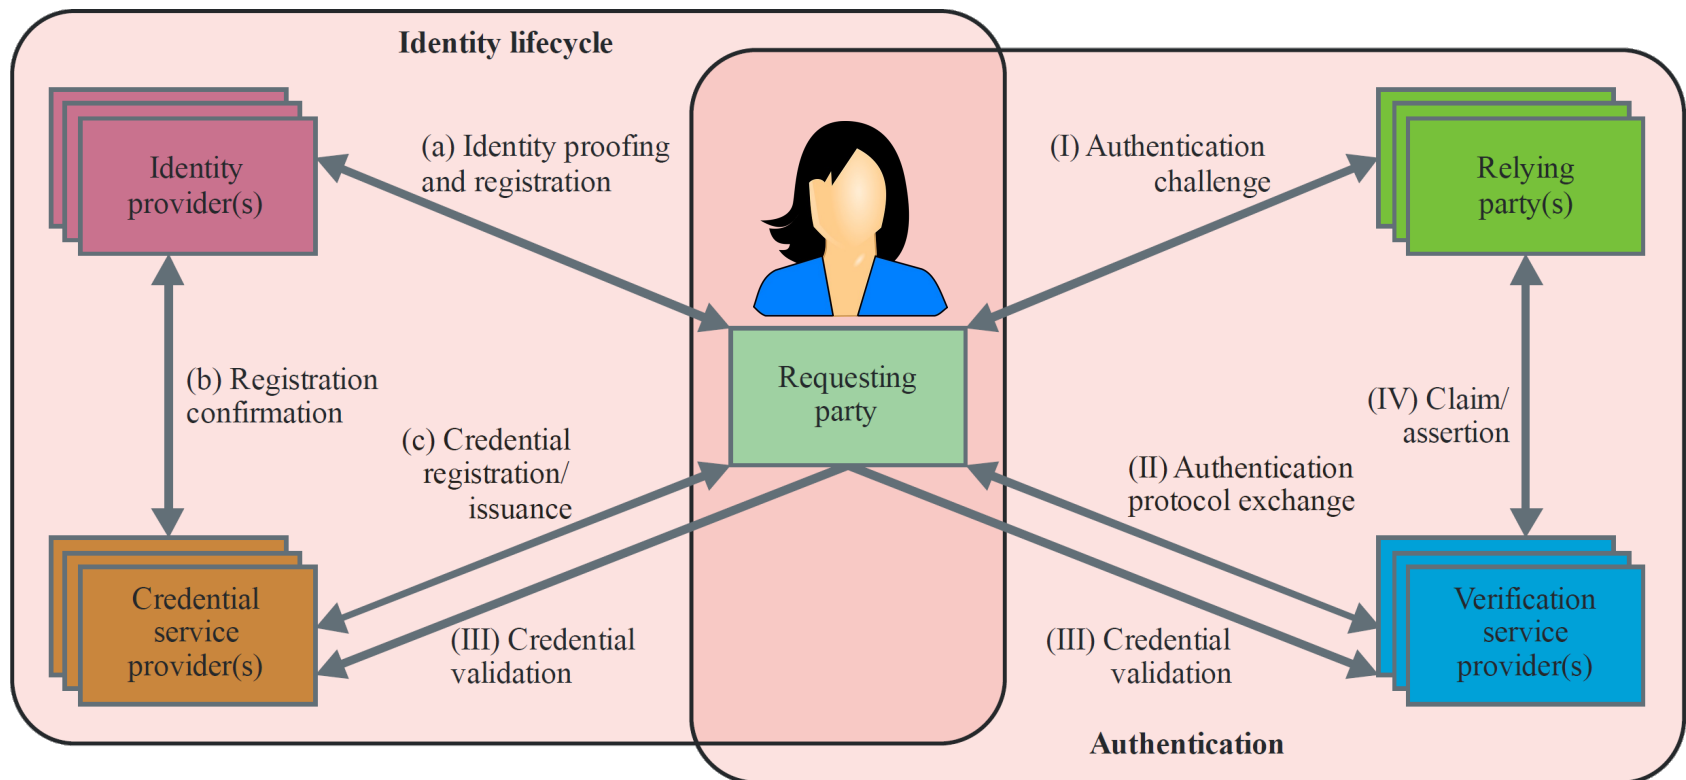 Identity lifecycle
Identity
provider(s)
(a) Identity proofing
and registration
(I) Authentication
challenge
Relying
party(s)
(b) Registration
confirmation
Requesting
party
(IV) Claim/
assertion
(c) Credential
registration/
issuance
(II) Authentication
protocol exchange
Credential
service
provider(s)
(III) Credential
validation
(III) Credential
validation
Verification
service
provider(s)
Authentication